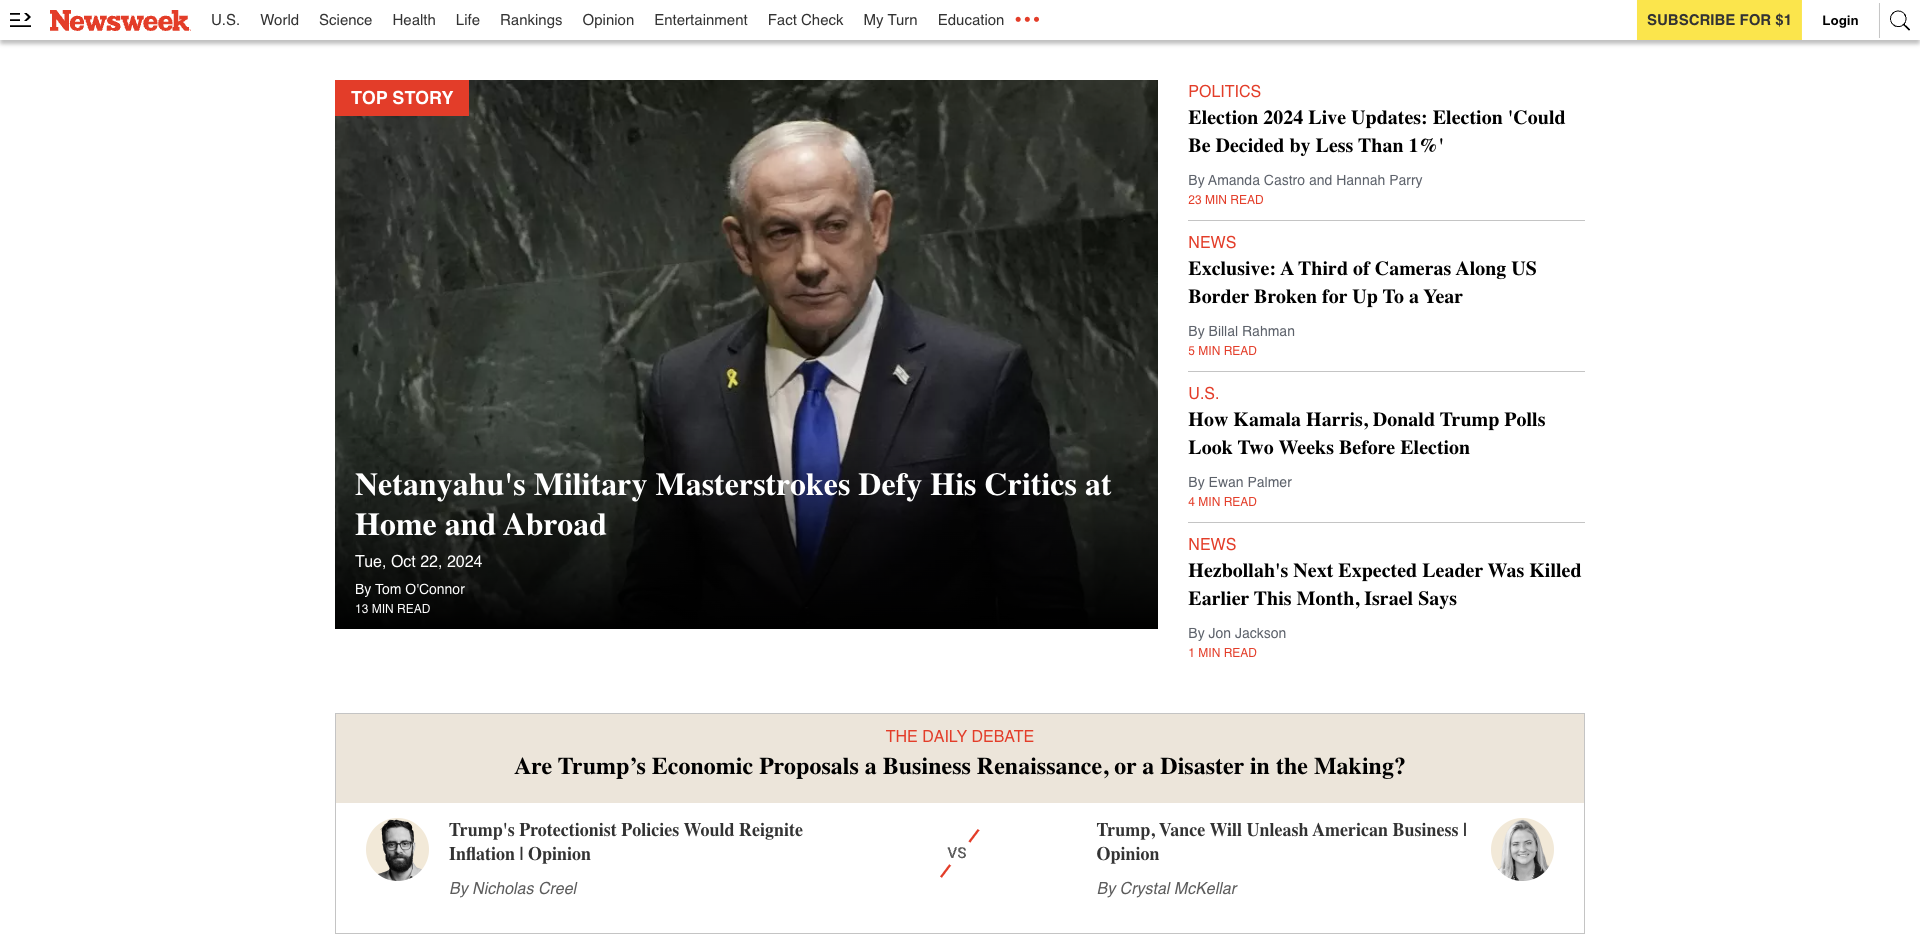 Newsweek
U.S. World Science Health Life Rankings Opinion Entertainment Fact Check My Turn Education
SUBSCRIBE FOR $1
Login
TOP STORY
Netanyahu's Military Masterstrokes Defy His Critics at
Home and Abroad
Tue, Oct 22, 2024
By Tom O'Connor
13 MIN READ
POLITICS
Election 2024 Live Updates: Election 'Could
Be Decided by Less Than 1%'
By Amanda Castro and Hannah Parry
23 MIN READ
NEWS
Exclusive: A Third of Cameras Along US
Border Broken for Up To a Year
By Billal Rahman
5 MIN READ
U.S.
How Kamala Harris, Donald Trump Polls
Look Two Weeks Before Election
By Ewan Palmer
4 MIN READ
NEWS
Hezbollah's Next Expected Leader Was Killed
Earlier This Month, Israel Says
By Jon Jackson
1 MIN READ
THE DAILY DEBATE
Are Trump’s Economic Proposals a Business Renaissance, or a Disaster in the Making?
Trump's Protectionist Policies Would Reignite
Inflation | Opinion
By Nicholas Creel
VS
Trump, Vance Will Unleash American Business |
Opinion
By Crystal McKellar